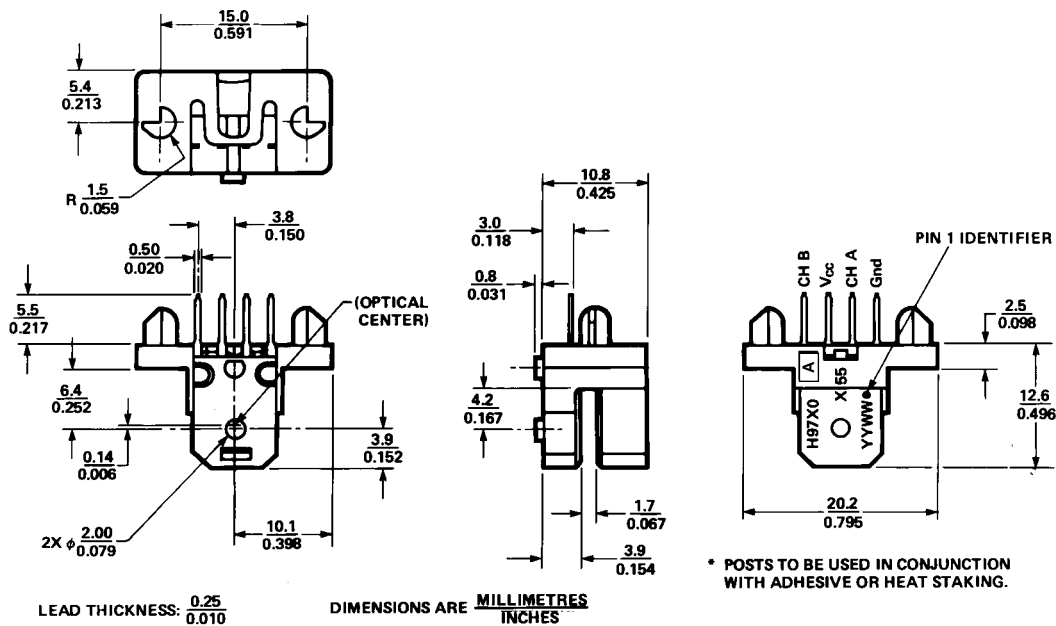 15.0
0.591
5.4
0.213
R 1.5
0.059
3.8
0.150
0.50
0.020
5.5
0.217
(OPTICAL
CENTER)
6.4
0.252
0.14
0.006
3.9
0.152
2X ϕ 2.00
0.079
10.1
0.398
10.8
0.425
3.0
0.118
0.8
0.031
4.2
0.167
1.7
0.067
3.9
0.154
PIN 1 IDENTIFIER
CH B
Vcc
CH A
Gnd
2.5
0.098
A
X 55
H97X0
YYWW
12.6
0.496
20.2
0.795
* POSTS TO BE USED IN CONJUNCTION
WITH ADHESIVE OR HEAT STAKING.
LEAD THICKNESS: 0.25
0.010
DIMENSIONS ARE MILLIMETRES
INCHES